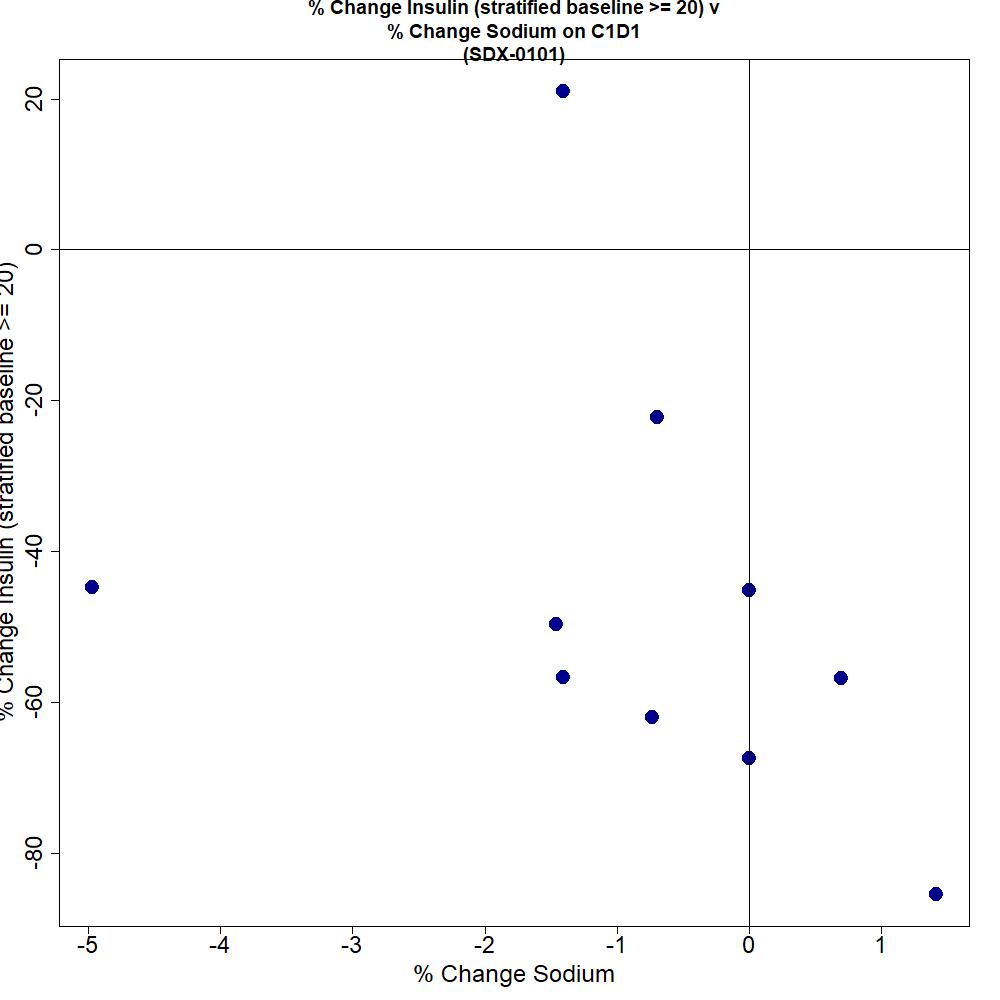 % Change Insulin (stratified baseline >= 20) v
% Change Sodium on C1D1
(SDX-0101)
% Change Insulin (stratified baseline >= 20)
20
0
-20
-40
-60
-80
-5 -4 -3 -2 -1 0 1
% Change Sodium